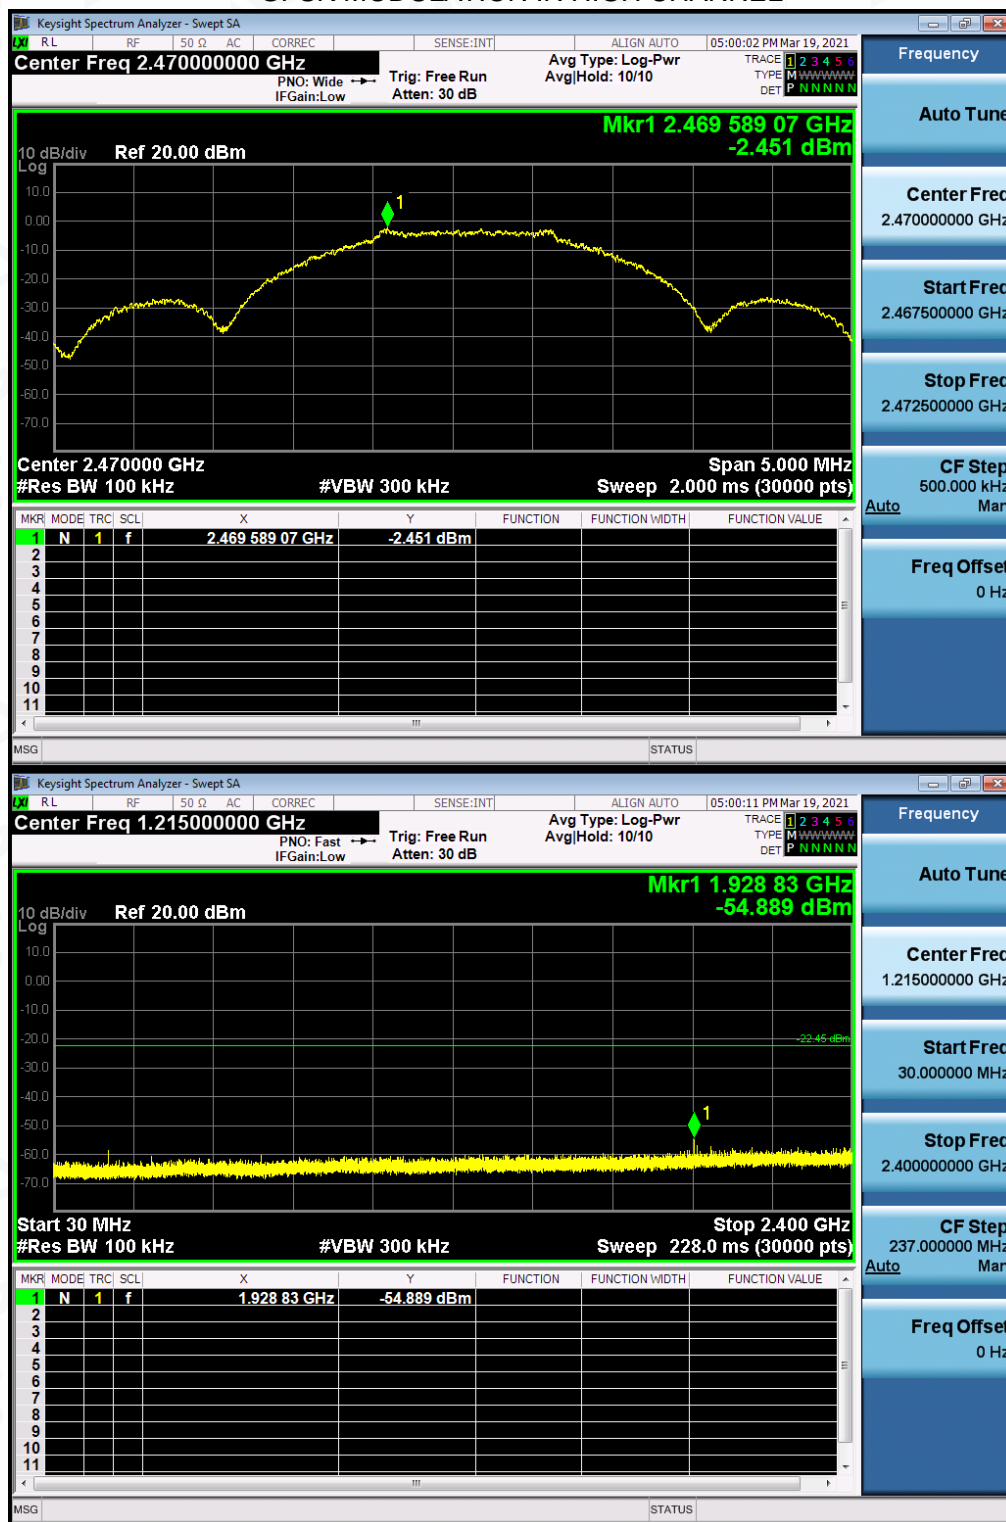 Keysight Spectrum Analyzer - Swept SA
LXI RL RF 50 Ω AC CORREC SENSE:INT ALIGN AUTO 05:00:02 PM Mar 19, 2021
Center Freq 2.470000000 GHz
PNO: Wide
IFGain:Low
Trig: Free Run
Atten: 30 dB
Avg Type: Log-Pwr
Avg|Hold: 10/10
TRACE 1 2 3 4 5 6
TYPE M WWWWW
DET P N N N N N
Mkr1 2.469 589 07 GHz
-2.451 dBm
10 dB/div Ref 20.00 dBm
Log
10.0
1
0.00
-10.0
-20.0
-30.0
-40.0
-50.0
-60.0
-70.0
Center 2.470000 GHz Span 5.000 MHz
#Res BW 100 kHz #VBW 300 kHz Sweep 2.000 ms (30000 pts)
MKR MODE TRC SCL X Y FUNCTION FUNCTION WIDTH FUNCTION VALUE
1 N 1 f 2.469 589 07 GHz -2.451 dBm
2
3
4
5
6
7
8
9
10
11
MSG STATUS
Frequency
Auto Tune
Center Freq
2.470000000 GHz
Start Freq
2.467500000 GHz
Stop Freq
2.472500000 GHz
CF Step
500.000 kHz
Auto Man
Freq Offset
0 Hz
Keysight Spectrum Analyzer - Swept SA
LXI RL RF 50 Ω AC CORREC SENSE:INT ALIGN AUTO 05:00:11 PM Mar 19, 2021
Center Freq 1.215000000 GHz
PNO: Fast
IFGain:Low
Trig: Free Run
Atten: 30 dB
Avg Type: Log-Pwr
Avg|Hold: 10/10
TRACE 1 2 3 4 5 6
TYPE M WWWWW
DET P N N N N N
Mkr1 1.928 83 GHz
-54.889 dBm
10 dB/div Ref 20.00 dBm
Log
10.0
0.00
-10.0
-20.0
-22.45 dBm
-30.0
-40.0
1
-50.0
-60.0
-70.0
Start 30 MHz Stop 2.400 GHz
#Res BW 100 kHz #VBW 300 kHz Sweep 228.0 ms (30000 pts)
MKR MODE TRC SCL X Y FUNCTION FUNCTION WIDTH FUNCTION VALUE
1 N 1 f 1.928 83 GHz -54.889 dBm
2
3
4
5
6
7
8
9
10
11
MSG STATUS
Frequency
Auto Tune
Center Freq
1.215000000 GHz
Start Freq
30.000000 MHz
Stop Freq
2.400000000 GHz
CF Step
237.000000 MHz
Auto Man
Freq Offset
0 Hz